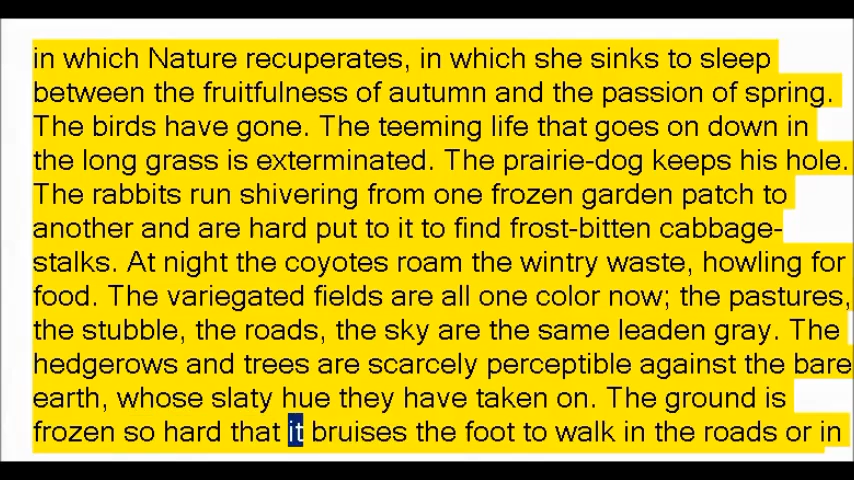 in which Nature recuperates, in which she sinks to sleep
between the fruitfulness of autumn and the passion of spring.
The birds have gone. The teeming life that goes on down in
the long grass is exterminated. The prairie-dog keeps his hole.
The rabbits run shivering from one frozen garden patch to
another and are hard put to it to find frost-bitten cabbage-
stalks. At night the coyotes roam the wintry waste, howling for
food. The variegated fields are all one color now; the pastures,
the stubble, the roads, the sky are the same leaden gray. The
hedgerows and trees are scarcely perceptible against the bare
earth, whose slaty hue they have taken on. The ground is
frozen so hard that it bruises the foot to walk in the roads or in